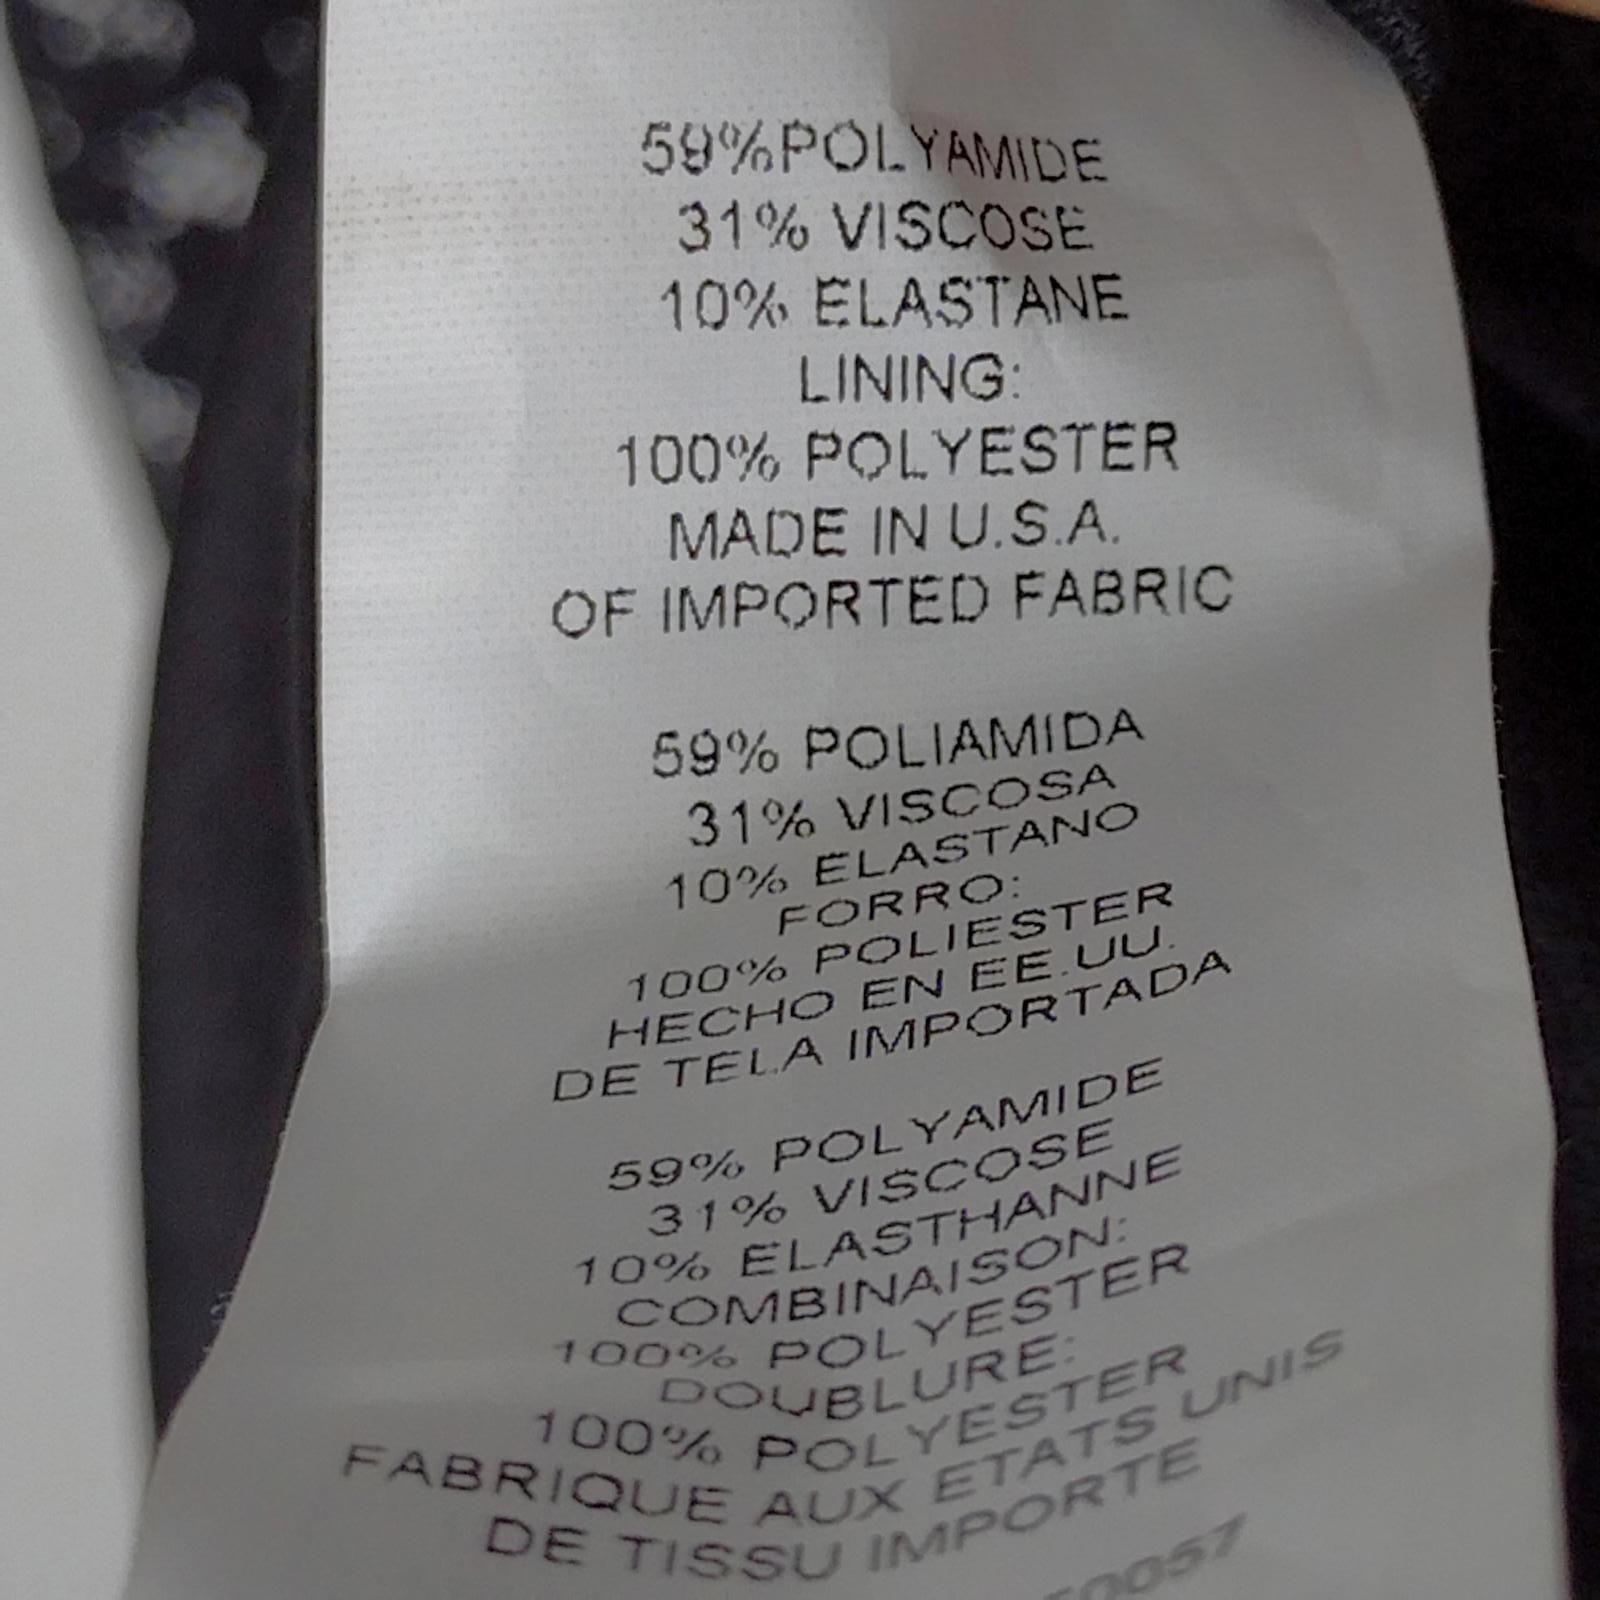 59%POLYAMIDE
31% VISCOSE
10% ELASTANE
LINING:
100% POLYESTER
MADE IN U.S.A.
OF IMPORTED FABRIC
59% POLIAMIDA
31% VISCOSA
10% ELASTANO
FORRO:
100% POLIESTER
HECHO EN EE.UU.
DE TELA IMPORTADA
59% POLYAMIDE
31% VISCOSE
10% ELASTHANNE
COMBINAISON:
100% POLYESTER
DOUBLURE:
100% POLYESTER
FABRIQUE AUX ETATS UNIS
DE TISSU IMPORTE